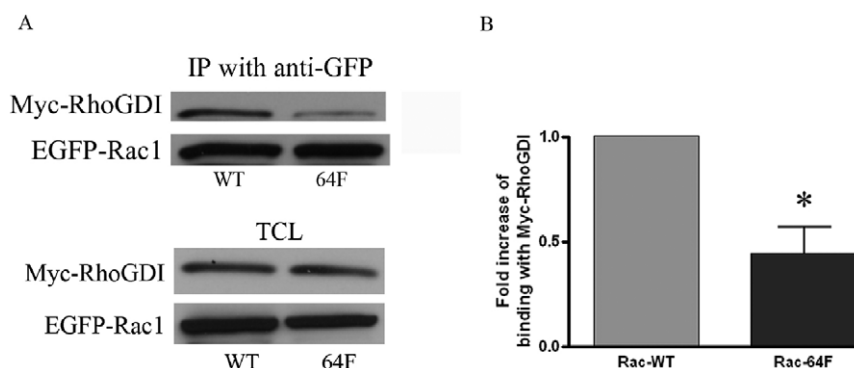 A
IP with anti-GFP
Myc-RhoGDI
EGFP-Rac1
WT 64F
TCL
Myc-RhoGDI
EGFP-Rac1
WT 64F
B
Fold increase of
binding with Myc-RhoGDI
1.0
0.5
0.0
*
Rac-WT Rac-64F